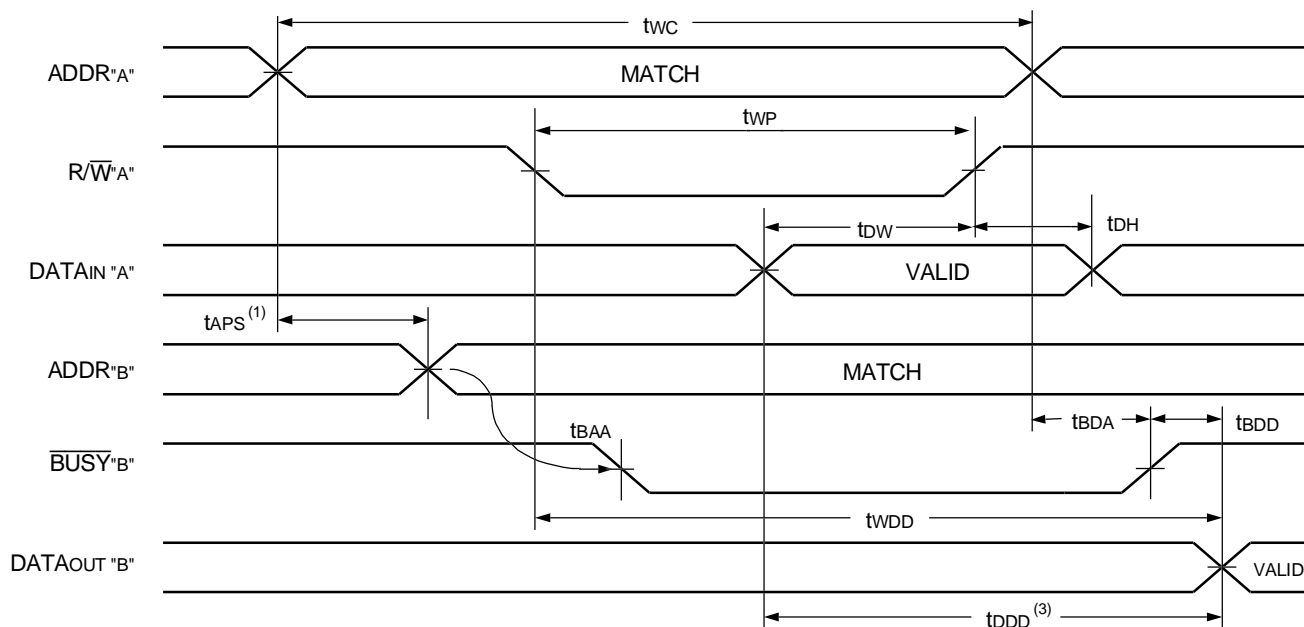 tWC
ADDR"A"
MATCH
tWP
R/W̅"A"
tDW
tDH
DATAIN "A"
VALID
tAPS (1)
ADDR"B"
MATCH
tBAA
tBDA
tBDD
B̅U̅S̅Y̅"B"
tWDD
DATAOUT "B"
VALID
tDDD (3)